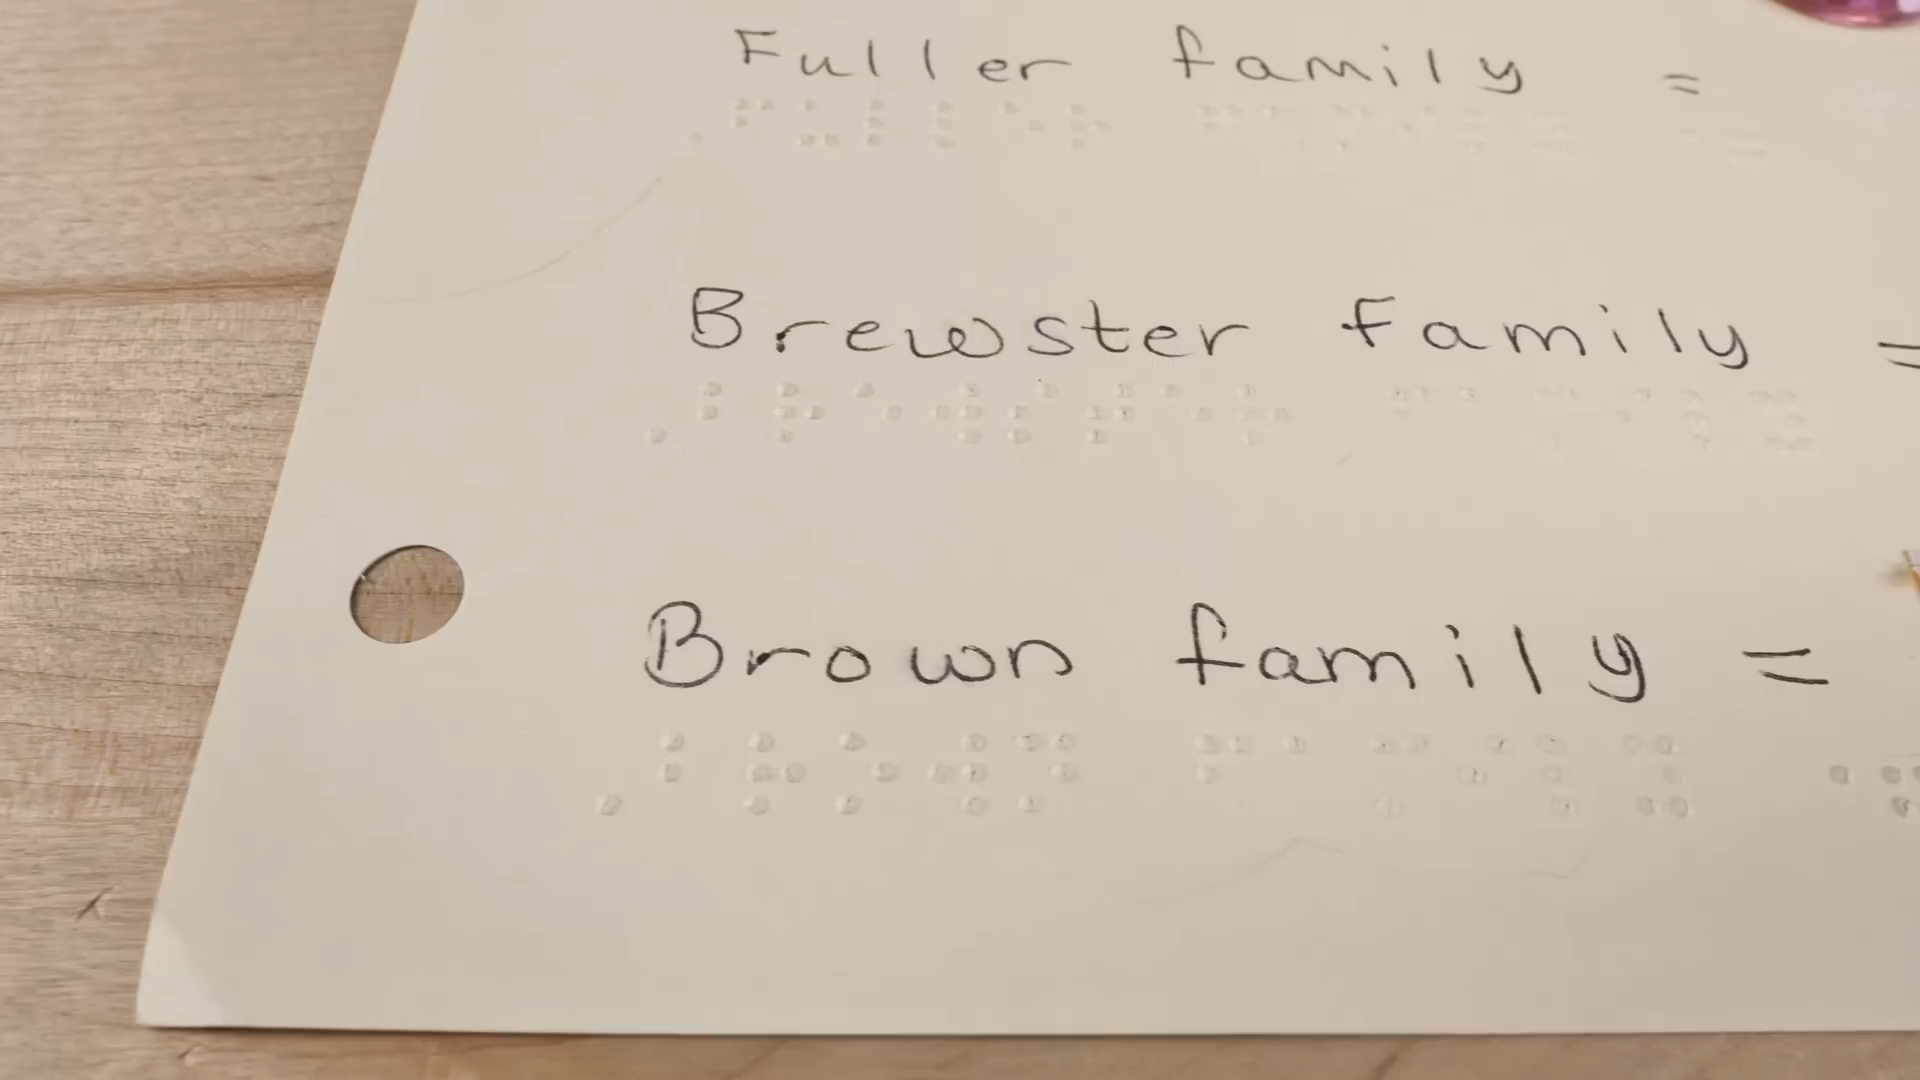 Fuller family =
⠠⠋⠥⠇⠇⠑⠗ ⠋⠁⠍⠊⠇⠽
Brewster family =
⠠⠃⠗⠑⠺⠎⠞⠑⠗ ⠋⠁⠍⠊⠇⠽
Brown family =
⠠⠃⠗⠕⠺⠝ ⠋⠁⠍⠊⠇⠽